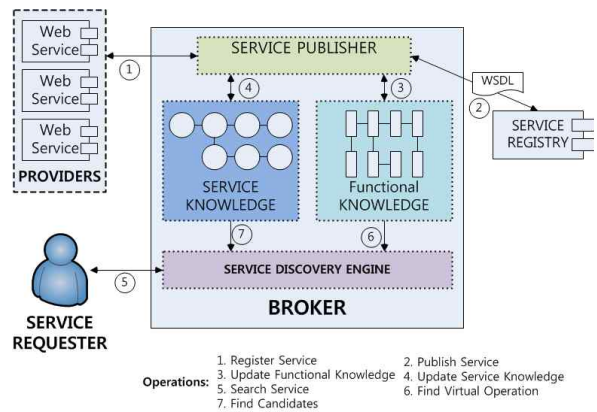 Web
Service
Web
Service
Web
Service
PROVIDERS
1
SERVICE PUBLISHER
4
3
WSDL
2
SERVICE
REGISTRY
SERVICE
KNOWLEDGE
Functional
KNOWLEDGE
7
6
SERVICE DISCOVERY ENGINE
5
BROKER
SERVICE
REQUESTER
Operations:
1. Register Service
2. Publish Service
3. Update Functional Knowledge
4. Update Service Knowledge
5. Search Service
6. Find Virtual Operation
7. Find Candidates